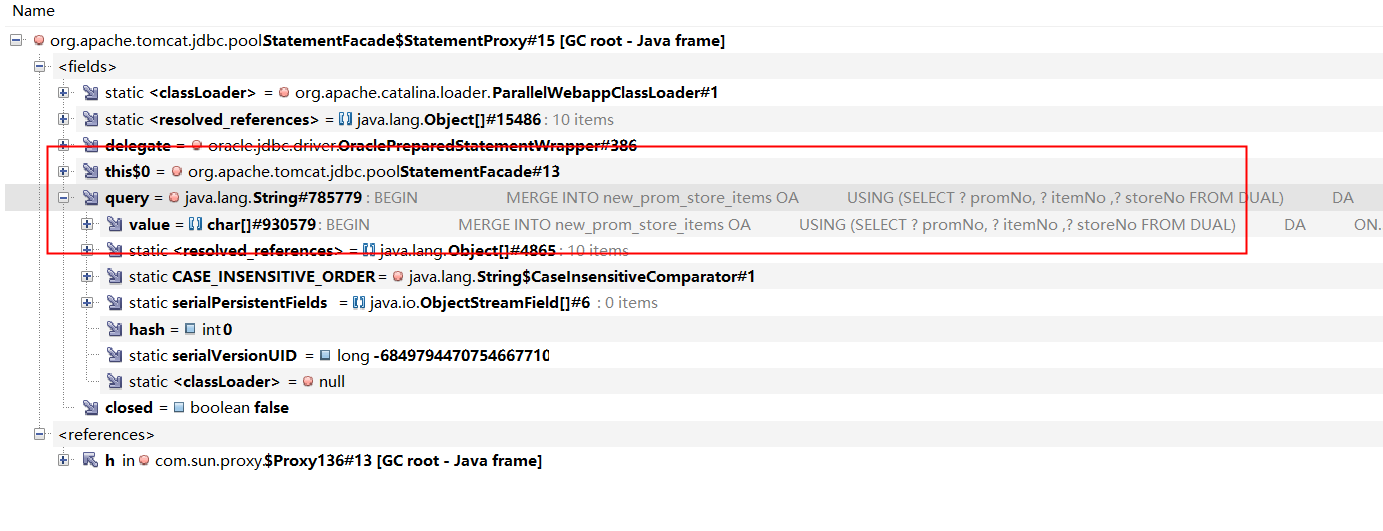 Name
org.apache.tomcat.jdbc.pool.StatementFacade$StatementProxy#15 [GC root - Java frame]
<fields>
static <classLoader> = org.apache.catalina.loader.ParallelWebappClassLoader#1
static <resolved_references> = java.lang.Object[]#15486 : 10 items
delegate = oracle.jdbc.driver.OraclePreparedStatementWrapper#386
this$0 = org.apache.tomcat.jdbc.pool.StatementFacade#13
query = java.lang.String#785779 : BEGIN MERGE INTO new_prom_store_items OA USING (SELECT ? promNo, ? itemNo ,? storeNo FROM DUAL) DA
value = char[]#930579 : BEGIN MERGE INTO new_prom_store_items OA USING (SELECT ? promNo, ? itemNo ,? storeNo FROM DUAL) DA ON.
static <resolved_references> = java.lang.Object[]#4865 : 10 items
static CASE_INSENSITIVE_ORDER = java.lang.String$CaseInsensitiveComparator#1
static serialPersistentFields = java.io.ObjectStreamField[]#6 : 0 items
hash = int 0
static serialVersionUID = long -6849794470754667710
static <classLoader> = null
closed = boolean false
<references>
h in com.sun.proxy.$Proxy136#13 [GC root - Java frame]